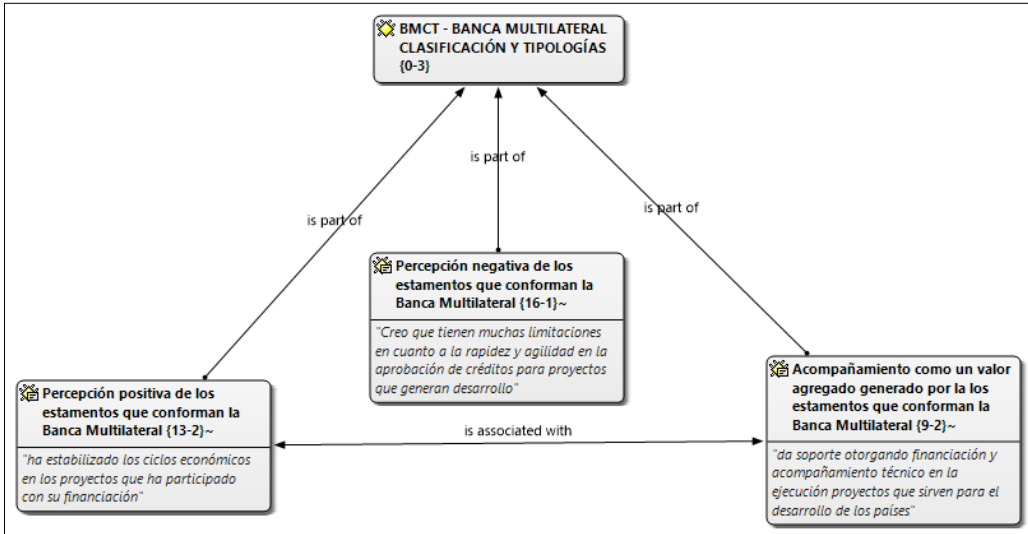 BMCT - BANCA MULTILATERAL
CLASIFICACIÓN Y TIPOLOGÍAS
{0-3}
is part of
is part of
is part of
Percepción negativa de los
estamentos que conforman la
Banca Multilateral {16-1}~
"Creo que tienen muchas limitaciones
en cuanto a la rapidez y agilidad en la
aprobación de créditos para proyectos
que generan desarrollo"
Percepción positiva de los
estamentos que conforman la
Banca Multilateral {13-2}~
"ha estabilizado los ciclos económicos
en los proyectos que ha participado
con su financiación"
is associated with
Acompañamiento como un valor
agregado generado por la los
estamentos que conforman la
Banca Multilateral {9-2}~
"da soporte otorgando financiación y
acompañamiento técnico en la
ejecución proyectos que sirven para el
desarrollo de los países"